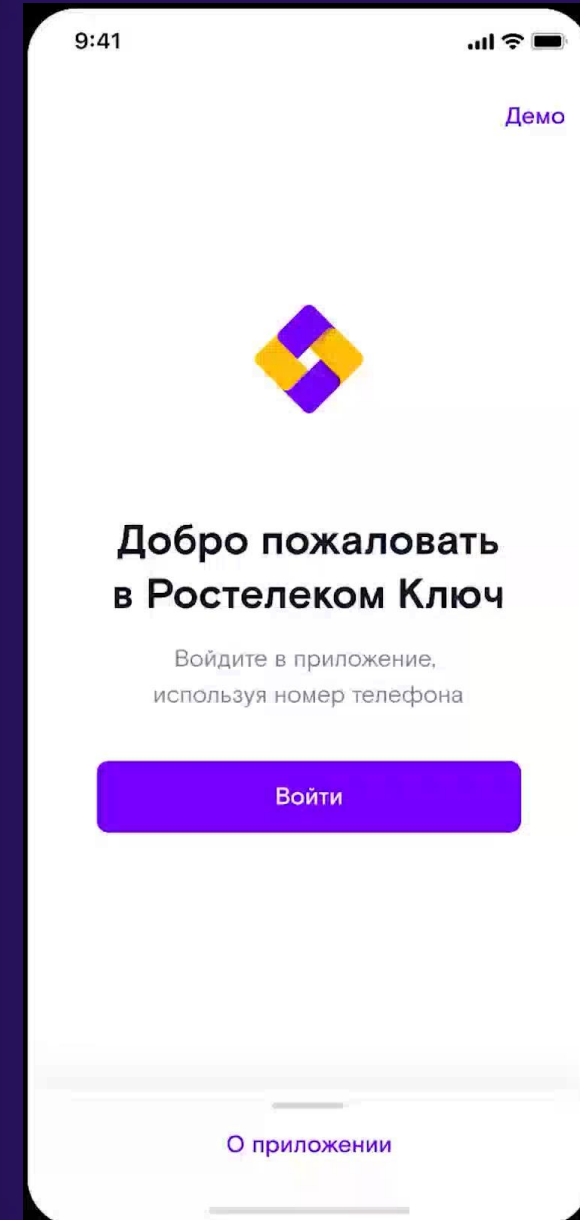 9:41
Демо
Добро пожаловать
в Ростелеком Ключ
Войдите в приложение,
используя номер телефона
Войти
О приложении